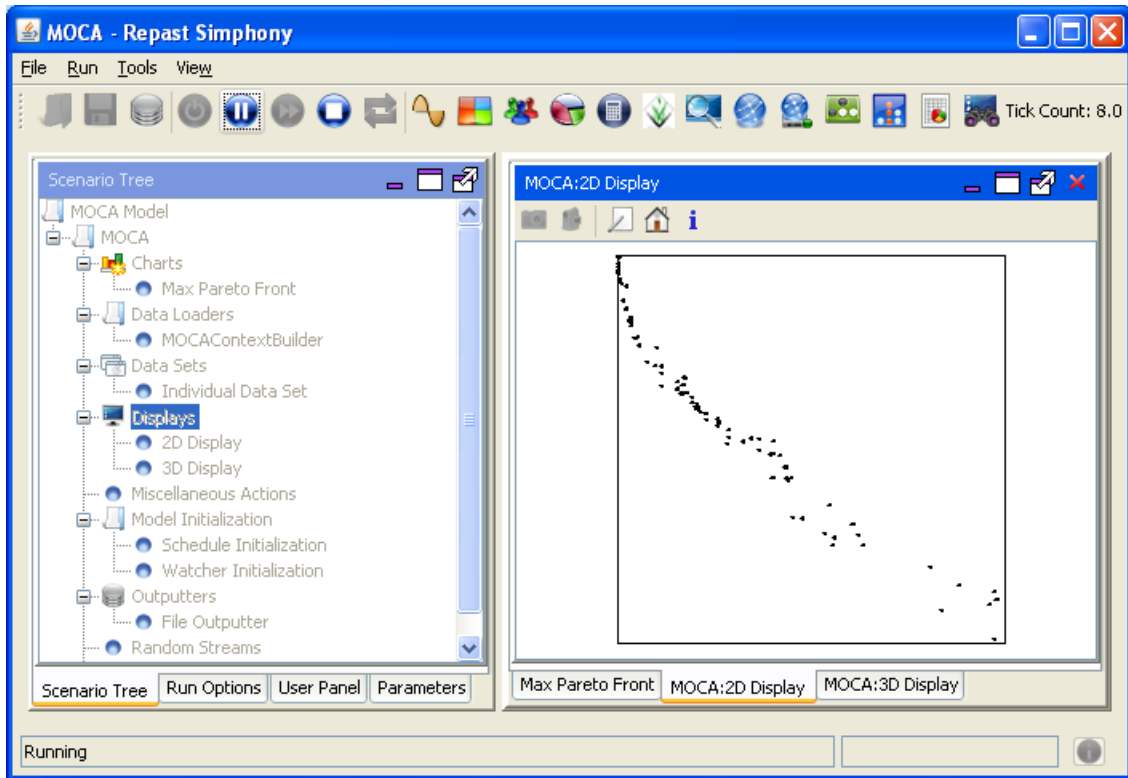 MOCA - Repast Simphony
File Run Tools View
Tick Count: 8.0
Scenario Tree
MOCA Model
MOCA
Charts
Max Pareto Front
Data Loaders
MOCAContextBuilder
Data Sets
Individual Data Set
Displays
2D Display
3D Display
Miscellaneous Actions
Model Initialization
Schedule Initialization
Watcher Initialization
Outputters
File Outputter
Random Streams
Scenario Tree Run Options User Panel Parameters
MOCA:2D Display
i
Max Pareto Front MOCA:2D Display MOCA:3D Display
Running